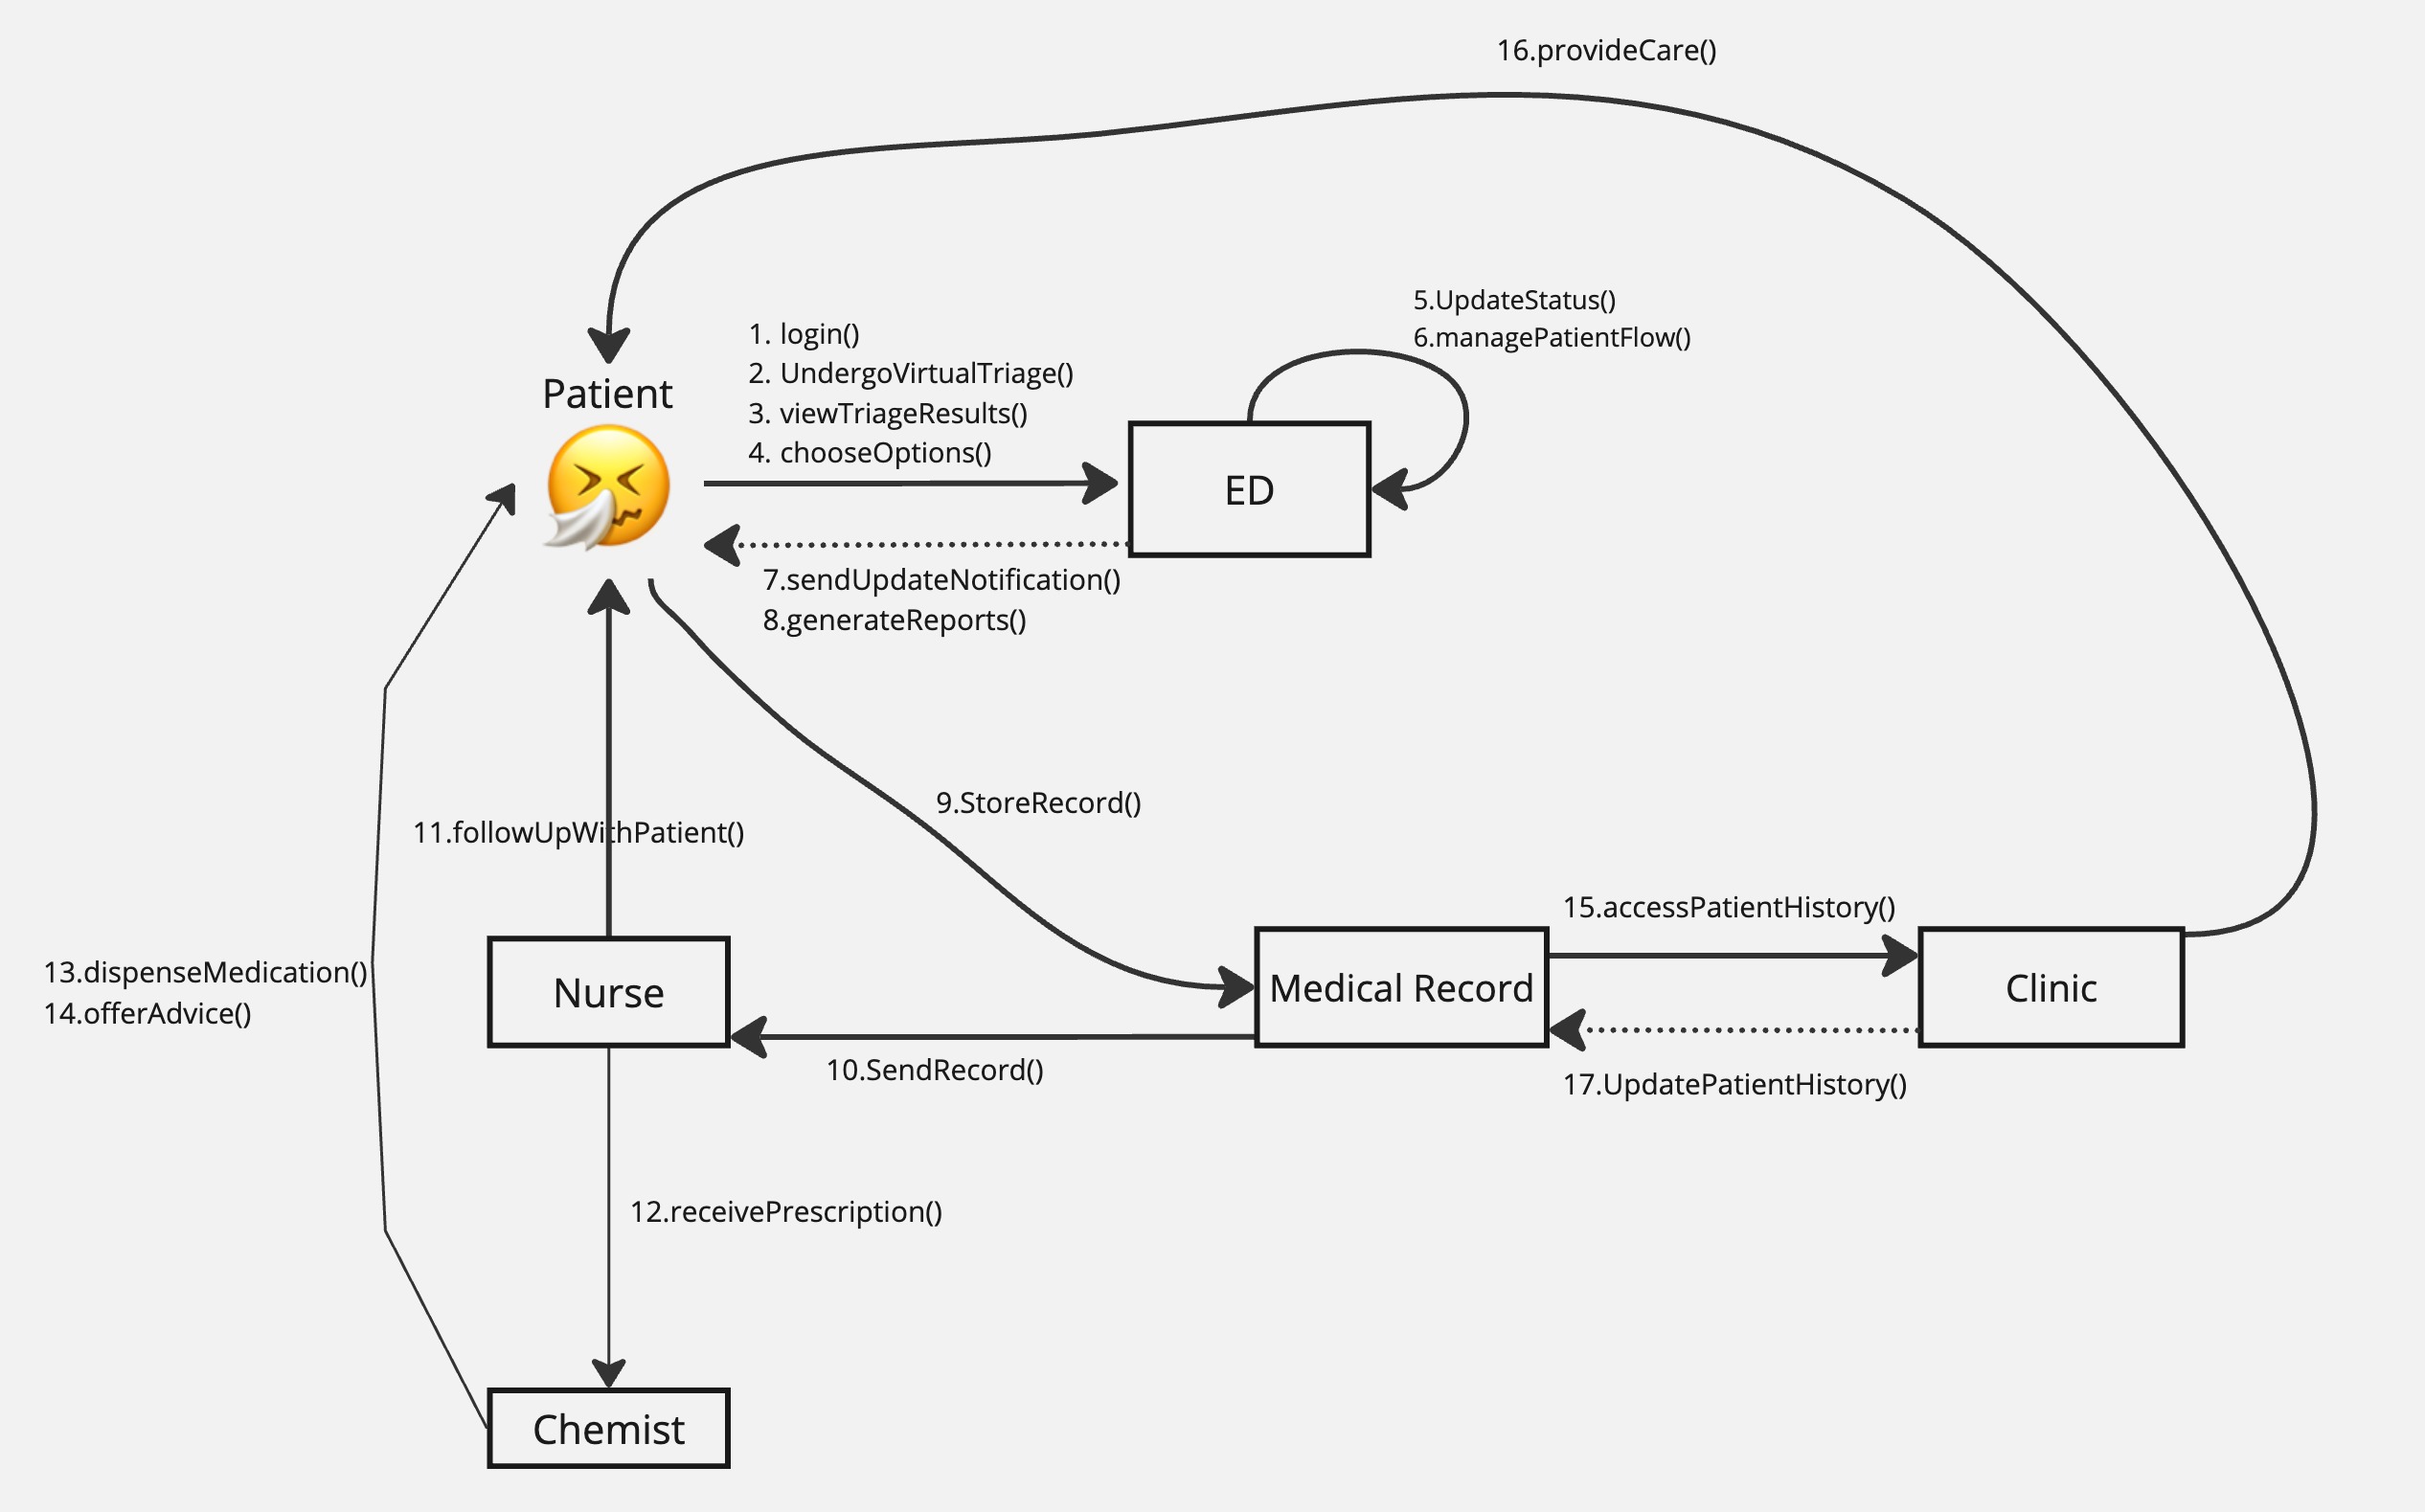 16.provideCare()
5.UpdateStatus()
6.managePatientFlow()
1. login()
2. UndergoVirtualTriage()
3. viewTriageResults()
4. chooseOptions()
Patient
ED
7.sendUpdateNotification()
8.generateReports()
9.StoreRecord()
11.followUpWithPatient()
15.accessPatientHistory()
13.dispenseMedication()
14.offerAdvice()
Nurse
Medical Record
Clinic
10.SendRecord()
17.UpdatePatientHistory()
12.receivePrescription()
Chemist